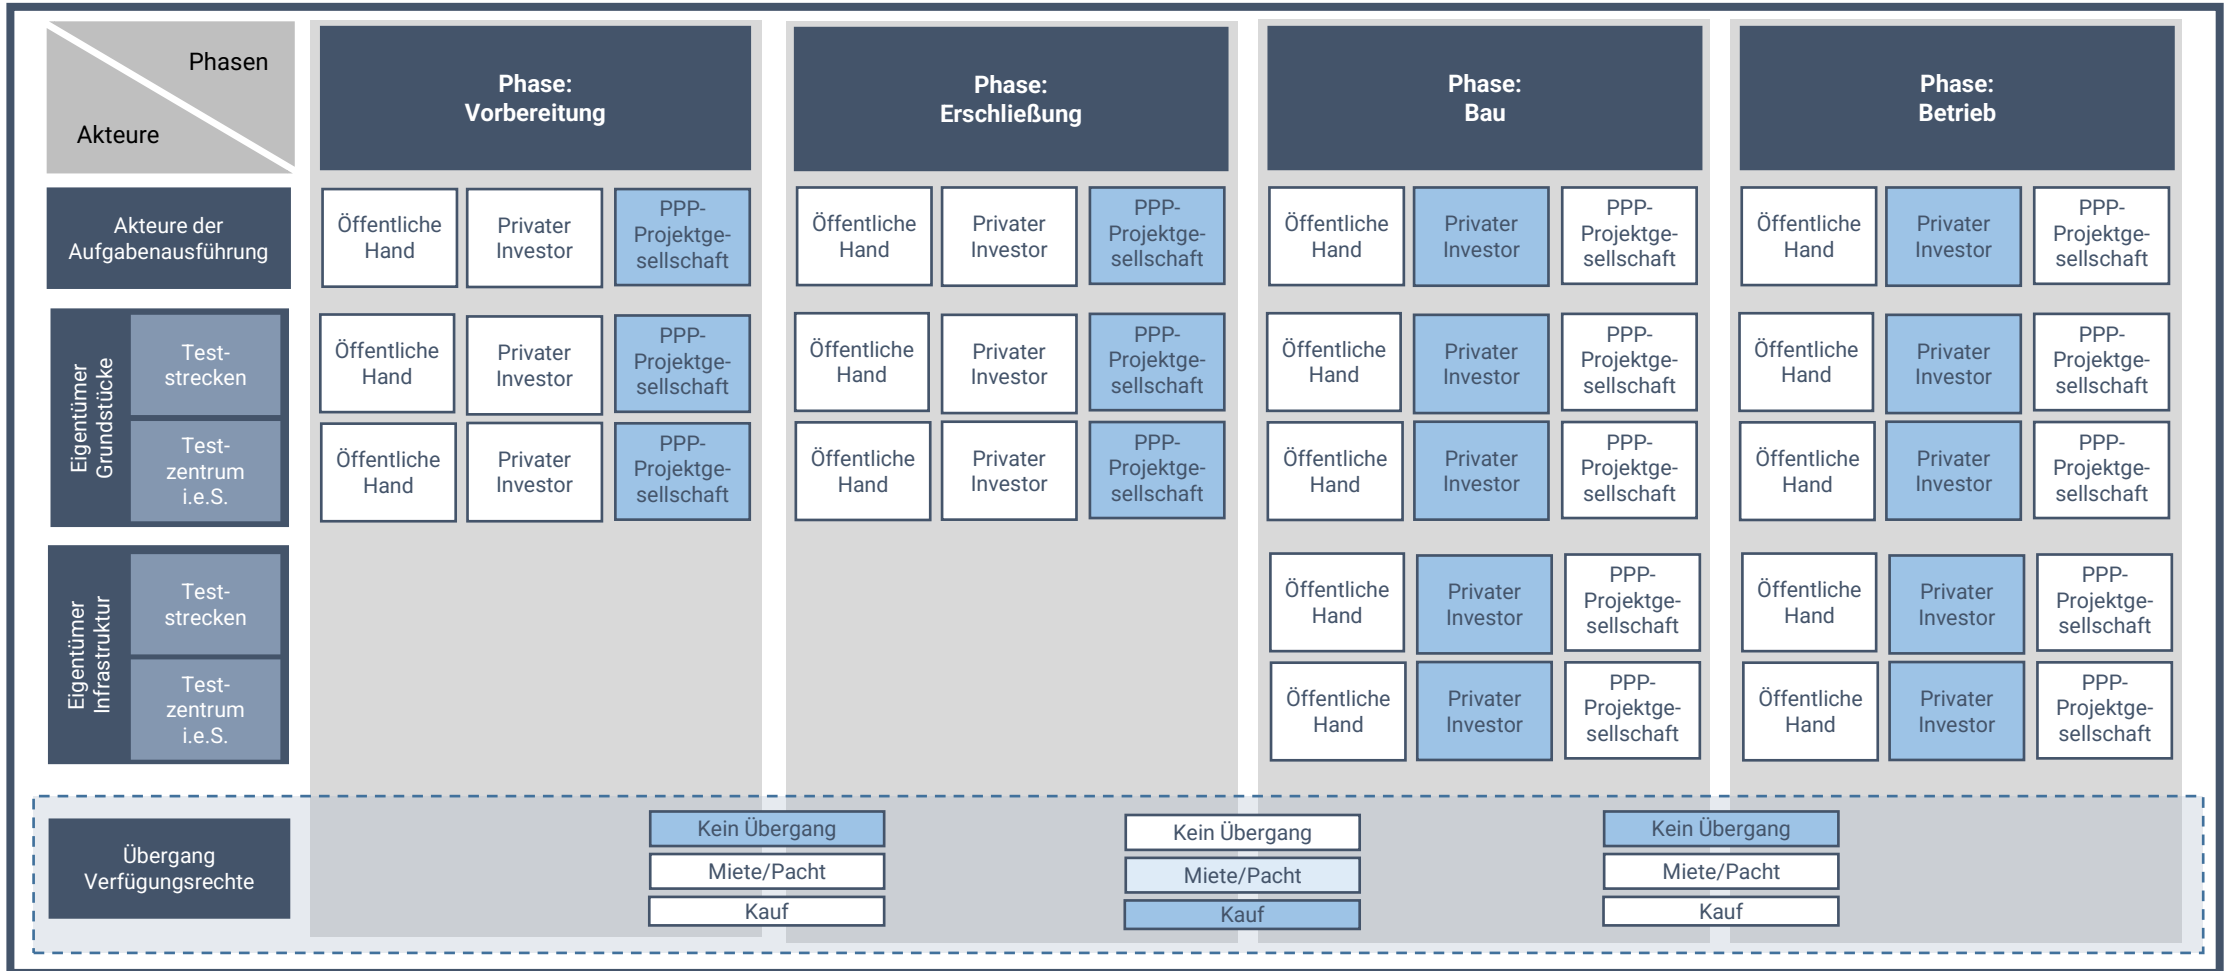 Phasen
Akteure
Phase:
Vorbereitung
Phase:
Erschließung
Phase:
Bau
Phase:
Betrieb
Akteure der
Aufgabenausführung
Öffentliche
Hand
Privater
Investor
PPP-
Projektge-
sellschaft
Öffentliche
Hand
Privater
Investor
PPP-
Projektge-
sellschaft
Öffentliche
Hand
Privater
Investor
PPP-
Projektge-
sellschaft
Öffentliche
Hand
Privater
Investor
PPP-
Projektge-
sellschaft
Eigentümer
Grundstücke
Test-
strecken
Öffentliche
Hand
Privater
Investor
PPP-
Projektge-
sellschaft
Öffentliche
Hand
Privater
Investor
PPP-
Projektge-
sellschaft
Öffentliche
Hand
Privater
Investor
PPP-
Projektge-
sellschaft
Öffentliche
Hand
Privater
Investor
PPP-
Projektge-
sellschaft
Test-
zentrum
i.e.S.
Öffentliche
Hand
Privater
Investor
PPP-
Projektge-
sellschaft
Öffentliche
Hand
Privater
Investor
PPP-
Projektge-
sellschaft
Öffentliche
Hand
Privater
Investor
PPP-
Projektge-
sellschaft
Öffentliche
Hand
Privater
Investor
PPP-
Projektge-
sellschaft
Eigentümer
Infrastruktur
Test-
strecken
Öffentliche
Hand
Privater
Investor
PPP-
Projektge-
sellschaft
Öffentliche
Hand
Privater
Investor
PPP-
Projektge-
sellschaft
Test-
zentrum
i.e.S.
Öffentliche
Hand
Privater
Investor
PPP-
Projektge-
sellschaft
Öffentliche
Hand
Privater
Investor
PPP-
Projektge-
sellschaft
Übergang
Verfügungsrechte
Kein Übergang
Miete/Pacht
Kauf
Kein Übergang
Miete/Pacht
Kauf
Kein Übergang
Miete/Pacht
Kauf